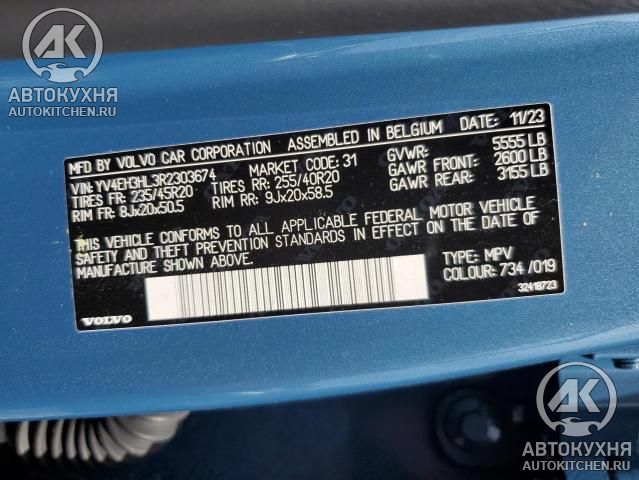 AK
АВТОКУХНЯ
AUTOKITCHEN.RU
MFD BY VOLVO CAR CORPORATION ASSEMBLED IN BELGIUM DATE: 11/23
VIN: YV4EH3HL3R2303674 MARKET CODE: 31 GVWR: 5555 LB
TIRES FR: 235/45R20 TIRES RR: 255/40R20 GAWR FRONT: 2600 LB
RIM FR: 8Jx20x50.5 RIM RR: 9Jx20x58.5 GAWR REAR: 3155 LB
THIS VEHICLE CONFORMS TO ALL APPLICABLE FEDERAL MOTOR VEHICLE
SAFETY AND THEFT PREVENTION STANDARDS IN EFFECT ON THE DATE OF
MANUFACTURE SHOWN ABOVE.
TYPE: MPV
COLOUR: 734 /019
VOLVO
32418723
AK
АВТОКУХНЯ
AUTOKITCHEN.RU